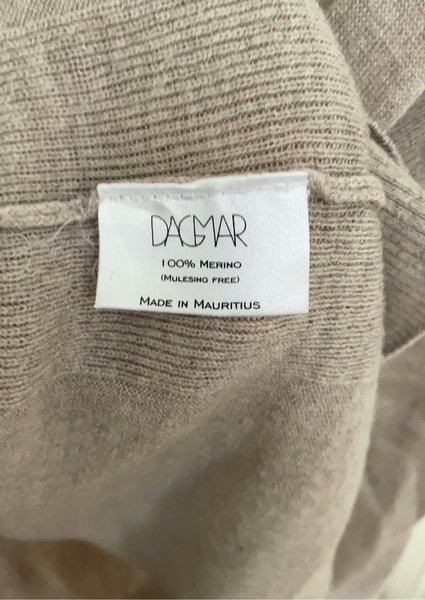 DAGMAR
100% MERINO
(MULESING FREE)
MADE IN MAURITIUS